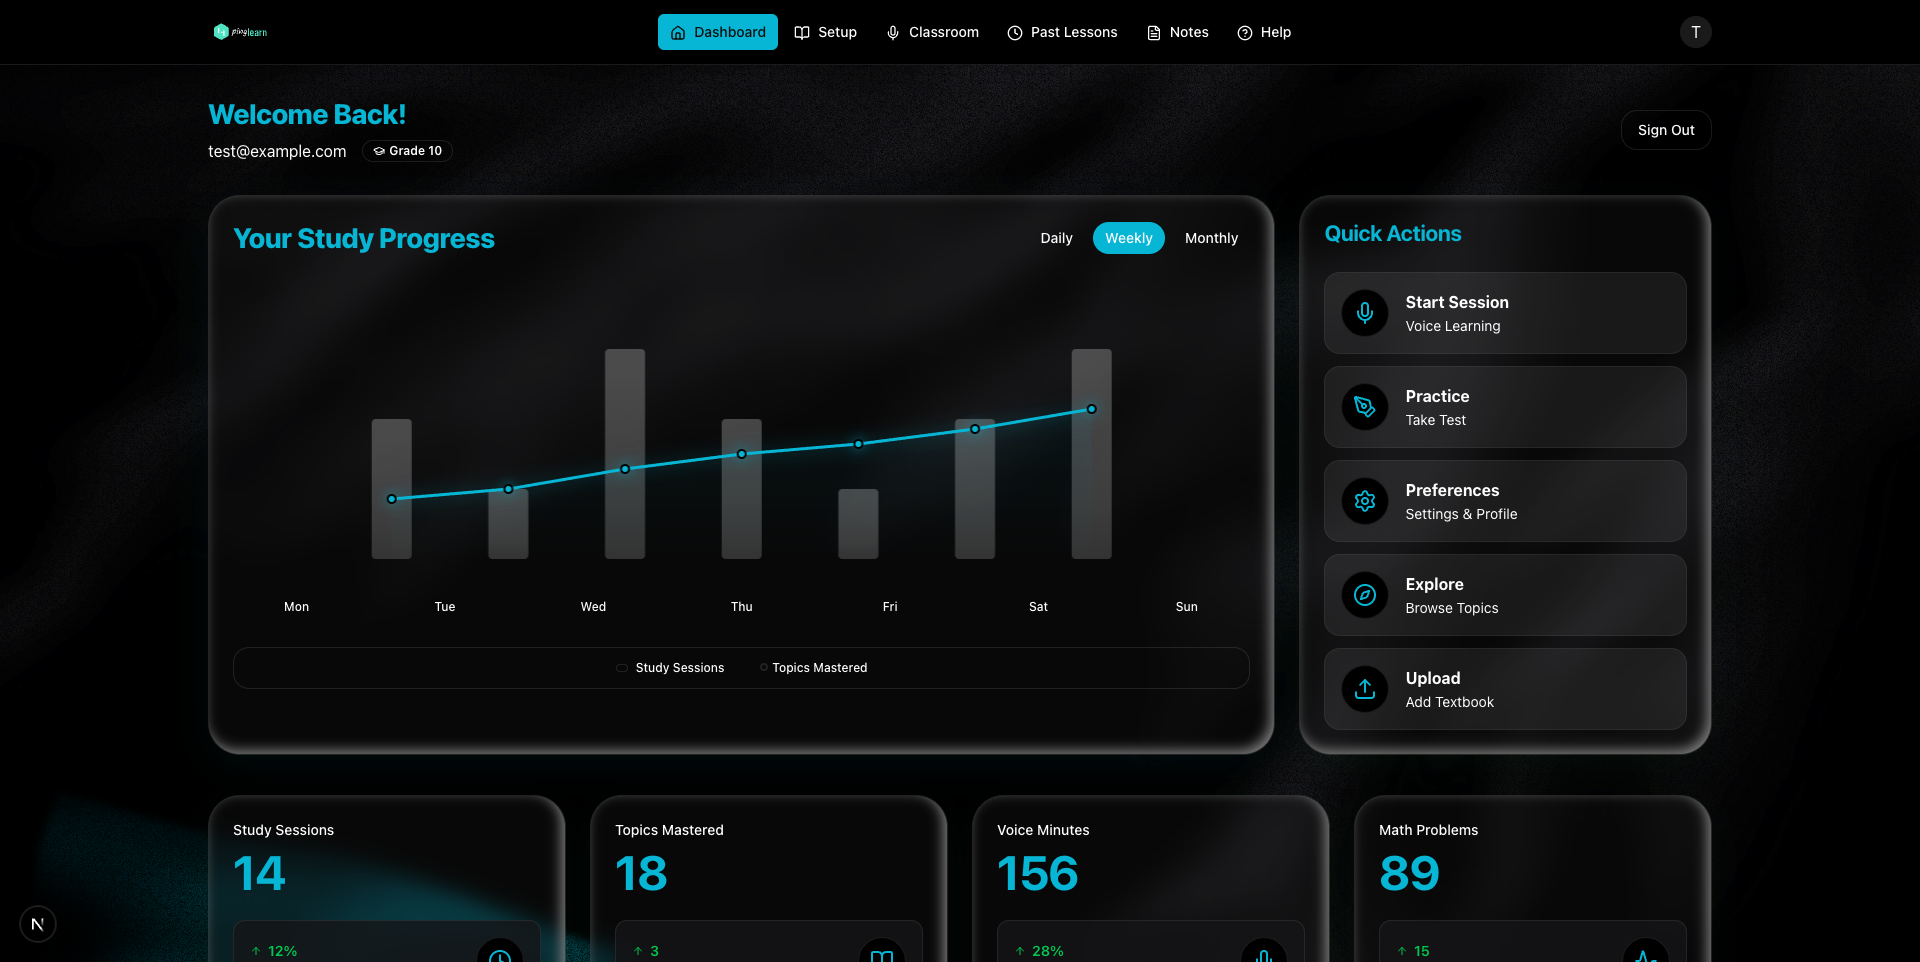 pinglearn
Dashboard
Setup
Classroom
Past Lessons
Notes
Help
T
Welcome Back!
test@example.com
Grade 10
Sign Out
Your Study Progress
Daily
Weekly
Monthly
Mon
Tue
Wed
Thu
Fri
Sat
Sun
Study Sessions
Topics Mastered
Quick Actions
Start Session
Voice Learning
Practice
Take Test
Preferences
Settings & Profile
Explore
Browse Topics
Upload
Add Textbook
Study Sessions
14
12%
Topics Mastered
18
3
Voice Minutes
156
28%
Math Problems
89
15
N